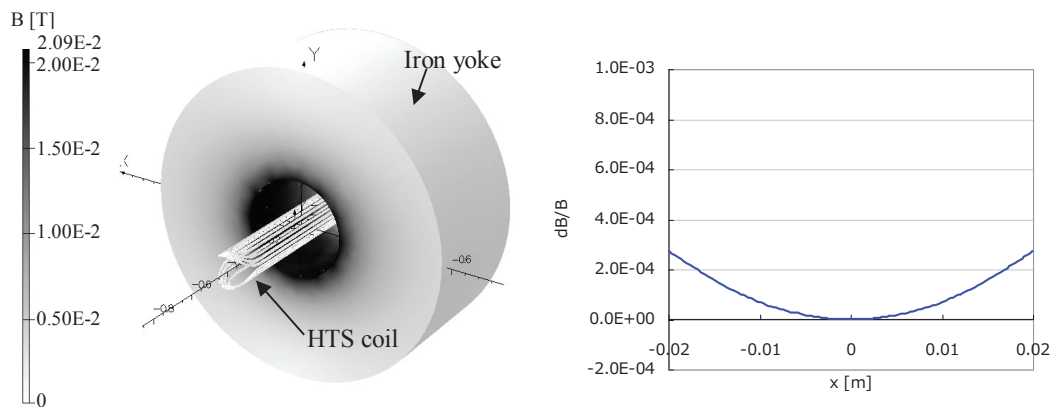 B [T]
2.09E-2
2.00E-2
1.50E-2
1.00E-2
0.50E-2
0
Y
Iron yoke
X
-0.6
-0.6
-0.8
HTS coil
1.0E-03
8.0E-04
6.0E-04
4.0E-04
2.0E-04
0.0E+00
-2.0E-04
dB/B
-0.02
-0.01
0
0.01
0.02
x [m]